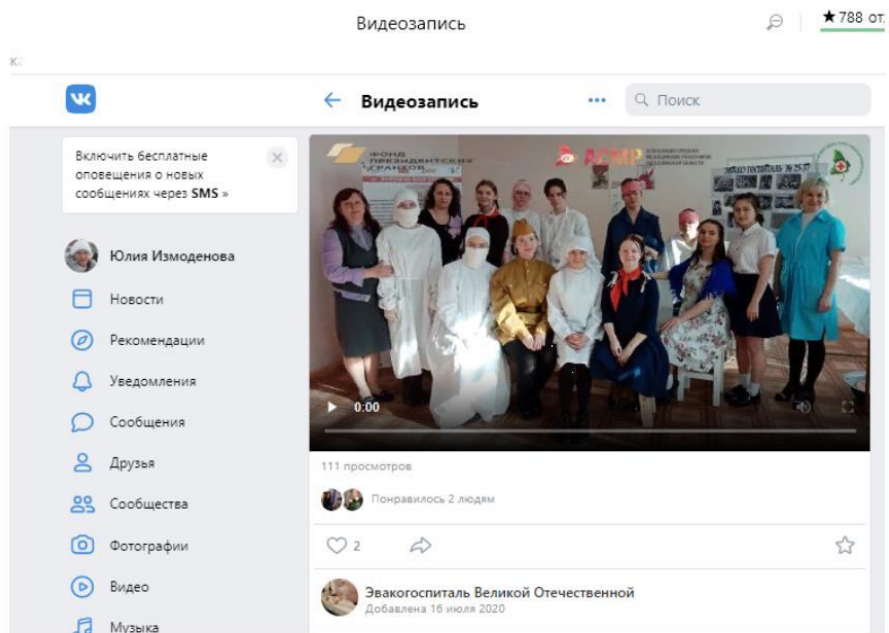 Видеозапись
★ 788 от
К
Видеозапись
Поиск
Включить бесплатные
оповещения о новых
сообщениях через SMS »
Юлия Измоденова
Новости
Рекомендации
Уведомления
Сообщения
Друзья
Сообщества
Фотографии
Видео
Музыка
ФОНД
ПРЕЗИДЕНТСКИХ
ГРАНТОВ
АСМР
0:00
111 просмотров
Понравилось 2 людям
2
Эвакогоспиталь Великой Отечественной
Добавлена 16 июля 2020